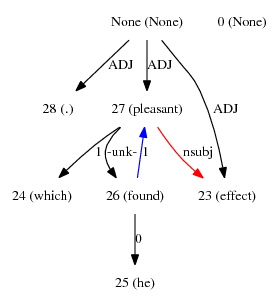 None (None) 0 (None)
ADJ ADJ
28 (.) 27 (pleasant) ADJ
1 -unk- 1 nsubj
24 (which) 26 (found) 23 (effect)
0
25 (he)